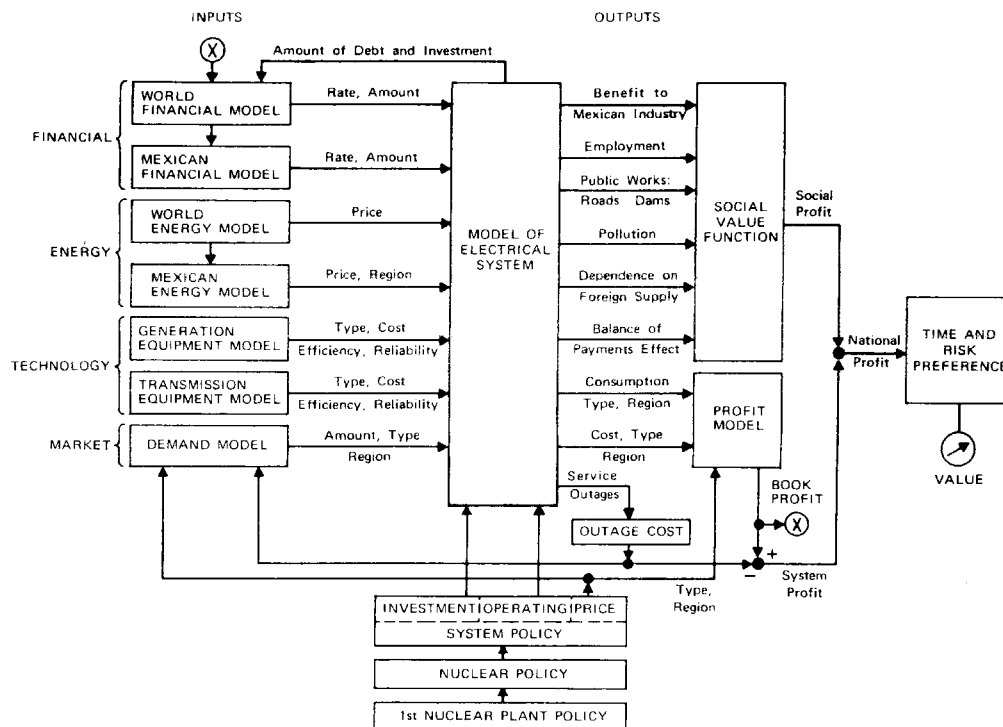 INPUTS
OUTPUTS
X
Amount of Debt and Investment
FINANCIAL
WORLD
FINANCIAL MODEL
Rate, Amount
MEXICAN
FINANCIAL MODEL
Rate, Amount
ENERGY
WORLD
ENERGY MODEL
Price
MEXICAN
ENERGY MODEL
Price, Region
TECHNOLOGY
GENERATION
EQUIPMENT MODEL
Type, Cost
Efficiency, Reliability
TRANSMISSION
EQUIPMENT MODEL
Type, Cost
Efficiency, Reliability
MARKET
DEMAND MODEL
Amount, Type
Region
MODEL OF
ELECTRICAL
SYSTEM
Benefit to
Mexican Industry
Employment
Public Works:
Roads Dams
Pollution
Dependence on
Foreign Supply
Balance of
Payments Effect
Consumption
Type, Region
Cost, Type
Region
Service
Outages
OUTAGE COST
SOCIAL
VALUE
FUNCTION
Social
Profit
PROFIT
MODEL
BOOK
PROFIT
X
+
−
System
Profit
National
Profit
TIME AND
RISK
PREFERENCE
VALUE
Type,
Region
INVESTMENT OPERATING PRICE
SYSTEM POLICY
NUCLEAR POLICY
1st NUCLEAR PLANT POLICY